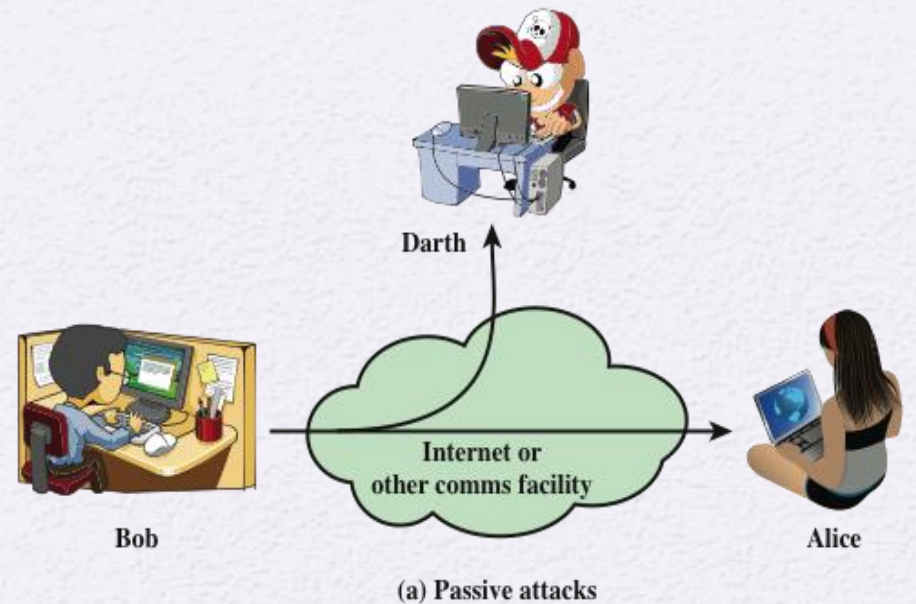 Darth
Internet or
other comms facility
Bob
Alice
(a) Passive attacks